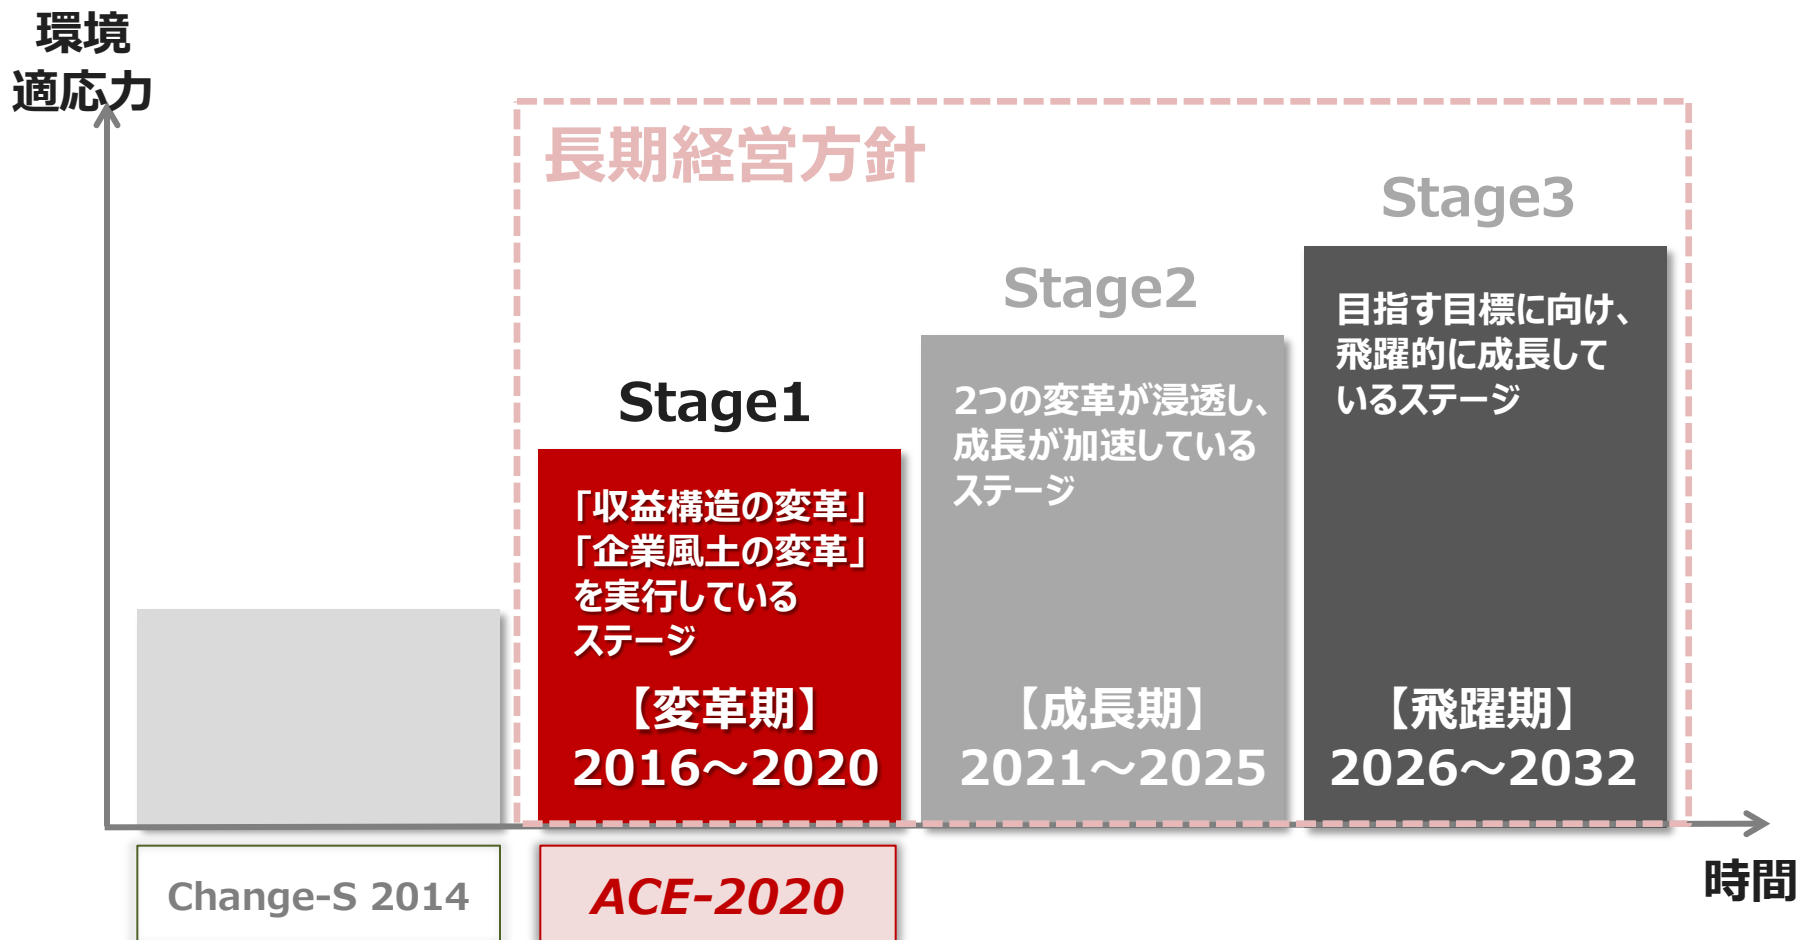 環境
適応力
長期経営方針
Stage1
「収益構造の変革」
「企業風土の変革」
を実行している
ステージ
【変革期】
2016～2020
Stage2
2つの変革が浸透し、
成長が加速している
ステージ
【成長期】
2021～2025
Stage3
目指す目標に向け、
飛躍的に成長して
いるステージ
【飛躍期】
2026～2032
時間
Change-S 2014
ACE-2020